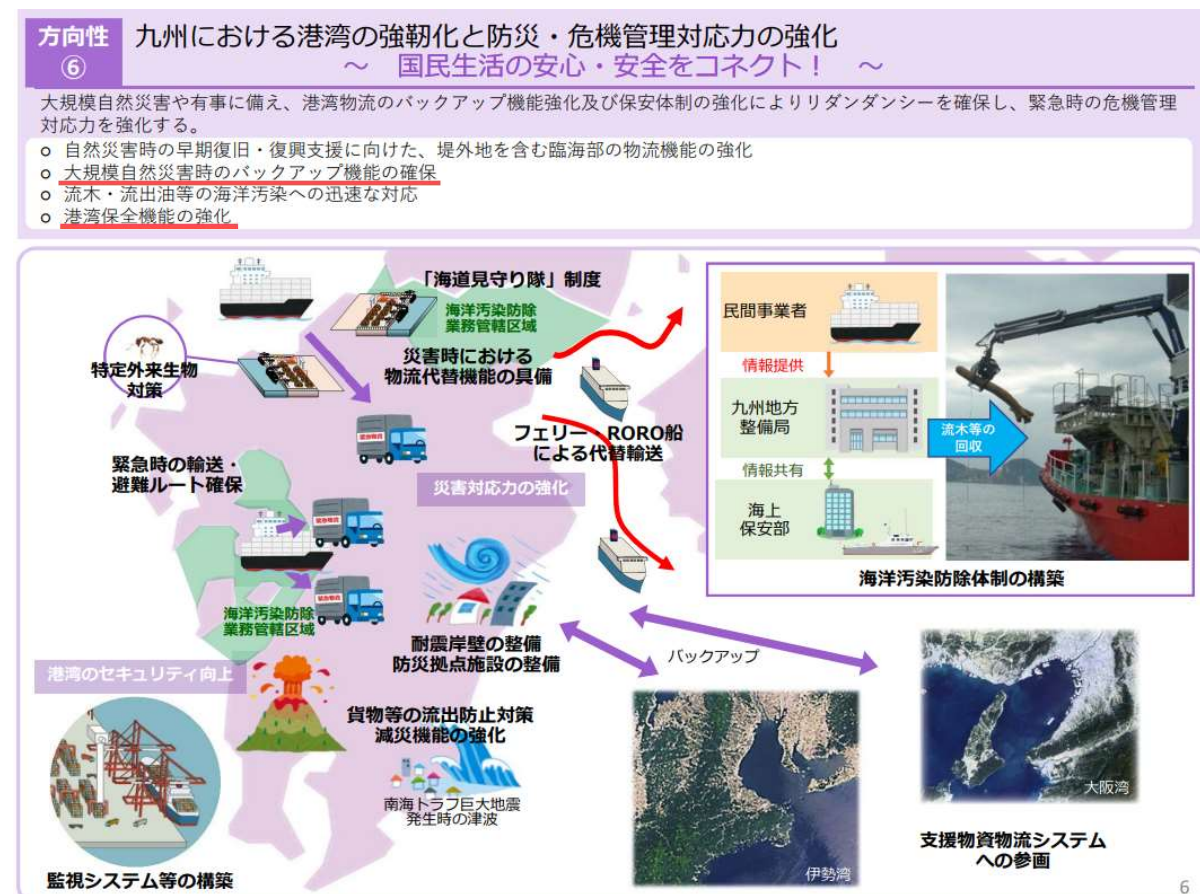 方向性
⑥
九州における港湾の強靭化と防災・危機管理対応力の強化
～　国民生活の安心・安全をコネクト！　～
大規模自然災害や有事に備え、港湾物流のバックアップ機能強化及び保安体制の強化によりリダンダンシーを確保し、緊急時の危機管理
対応力を強化する。
○ 自然災害時の早期復旧・復興支援に向けた、堤外地を含む臨海部の物流機能の強化
○ 大規模自然災害時のバックアップ機能の確保
○ 流木・流出油等の海洋汚染への迅速な対応
○ 港湾保全機能の強化
「海道見守り隊」制度
海洋汚染防除
業務管轄区域
特定外来生物
対策
災害時における
物流代替機能の具備
フェリー・RORO船
による代替輸送
緊急時の輸送・
避難ルート確保
災害対応力の強化
緊急物資
緊急物資
緊急物資
海洋汚染防除
業務管轄区域
耐震岸壁の整備
防災拠点施設の整備
港湾のセキュリティ向上
貨物等の流出防止対策
減災機能の強化
南海トラフ巨大地震
発生時の津波
監視システム等の構築
民間事業者
情報提供
九州地方
整備局
流木等の
回収
情報共有
海上
保安部
海洋汚染防除体制の構築
バックアップ
伊勢湾
大阪湾
支援物資物流システム
への参画
6